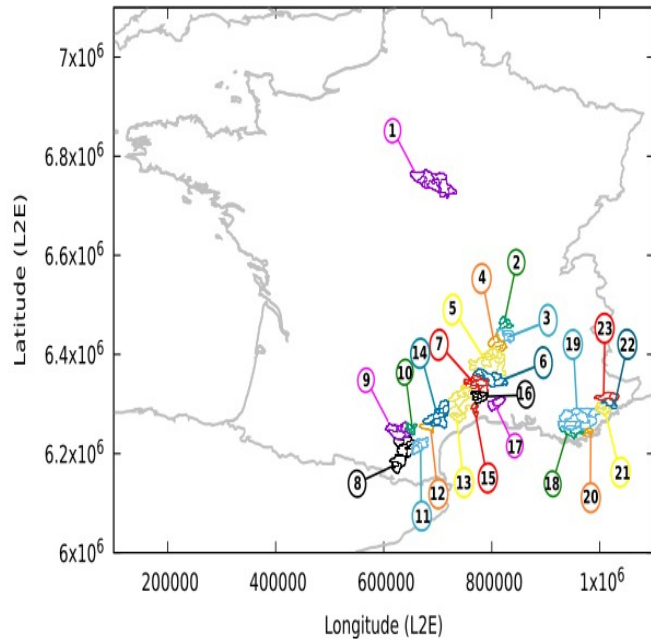 7x10⁶
6.8x10⁶
6.6x10⁶
6.4x10⁶
6.2x10⁶
6x10⁶
Latitude (L2E)
1
2
4
5
3
23
19
22
7
14
6
10
9
16
17
8
11
12
13
15
18
20
21
200000 400000 600000 800000 1x10⁶
Longitude (L2E)